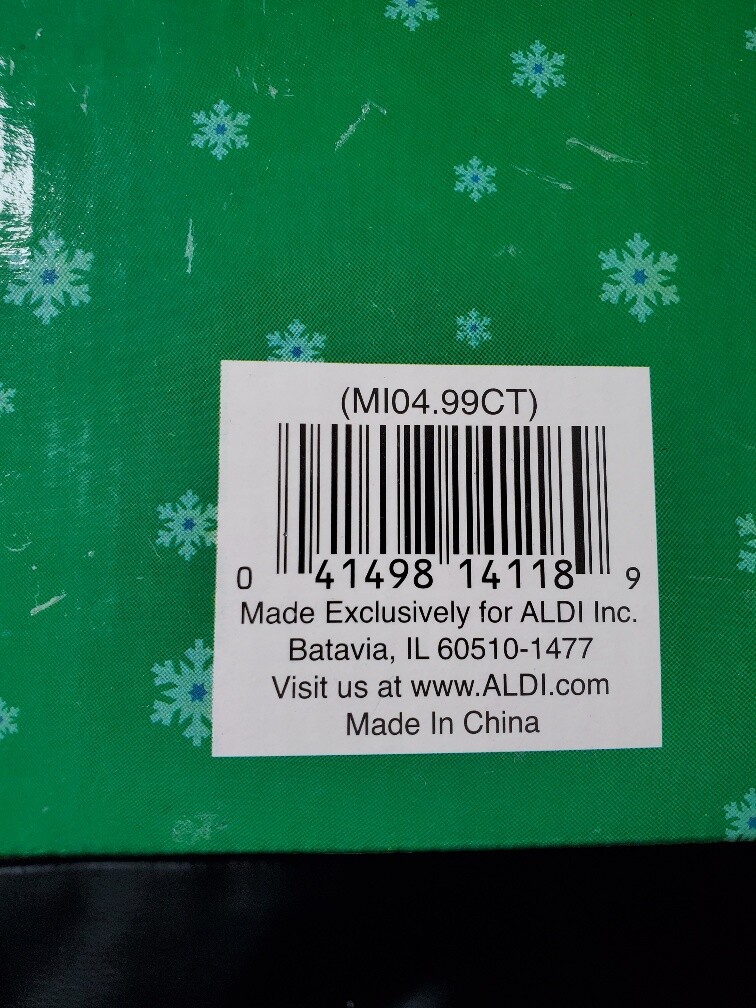 (MI04.99CT)
0 41498 14118 9
Made Exclusively for ALDI Inc.
Batavia, IL 60510-1477
Visit us at www.ALDI.com
Made In China